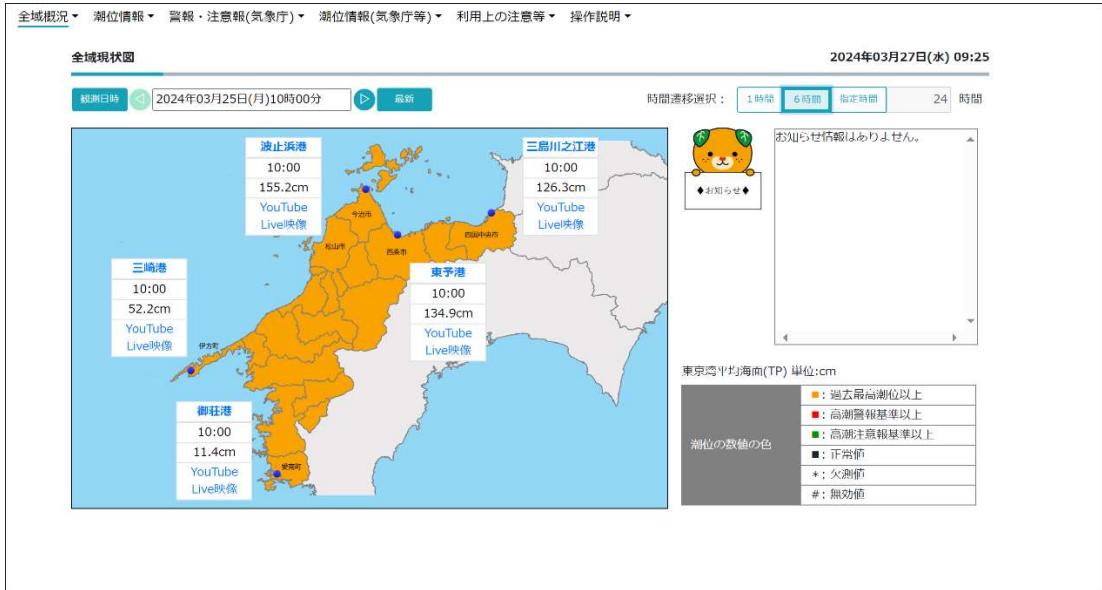 全域概況▼ 潮位情報▼ 警報・注意報(気象庁)▼ 潮位情報(気象庁等)▼ 利用上の注意等▼ 操作説明▼
全域現状図 2024年03月27日(水) 09:25
観測日時 2024年03月25日(月)10時00分 最新 時間遷移選択： 1時間 6時間 指定時間 24 時間
波止浜港
10:00
155.2cm
YouTube
Live映像
三島川之江港
10:00
126.3cm
YouTube
Live映像
今治市
四国中央市
松山市
西条市
三崎港
10:00
52.2cm
YouTube
Live映像
東予港
10:00
134.9cm
YouTube
Live映像
伊方町
御荘港
10:00
11.4cm
YouTube
Live映像
愛南町
♦お知らせ♦
お知らせ情報はありません。
東京湾平均海面(TP) 単位:cm
潮位の数値の色
■：過去最高潮位以上
■：高潮警報基準以上
■：高潮注意報基準以上
■：正常値
*：欠測値
#：無効値